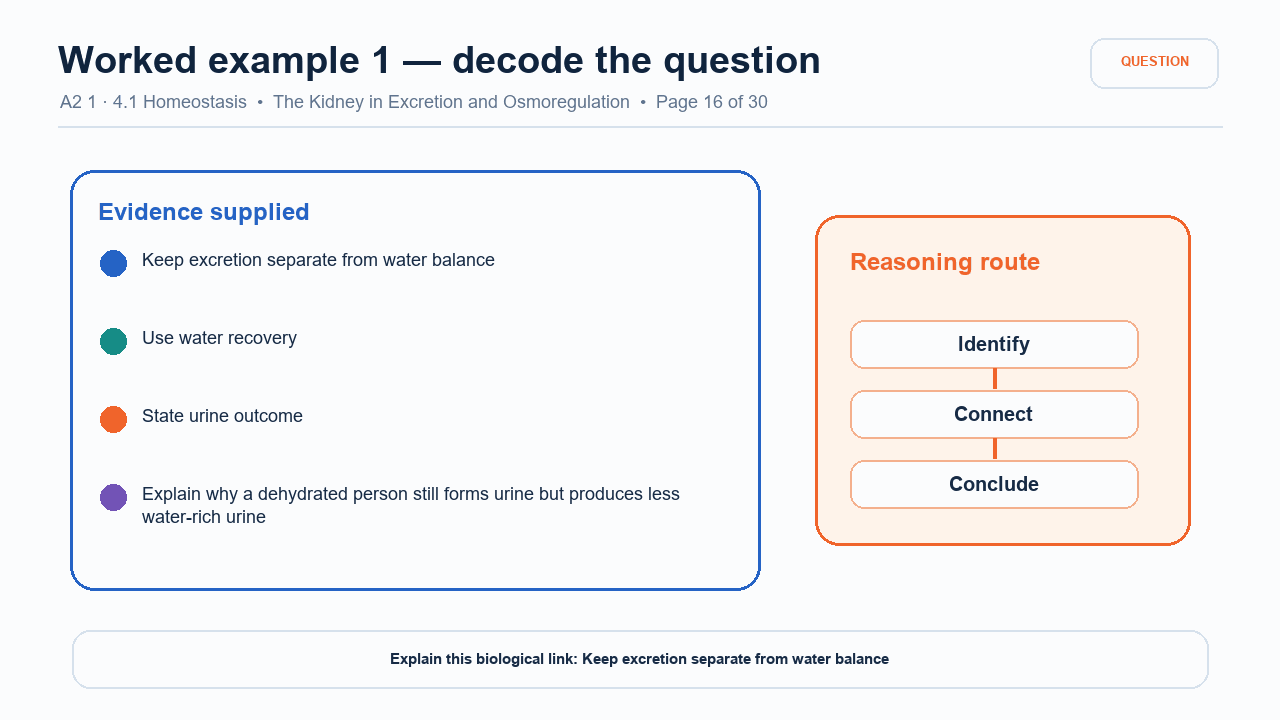 Worked example 1 — decode the question
QUESTION
A2 1 · 4.1 Homeostasis • The Kidney in Excretion and Osmoregulation • Page 16 of 30
Evidence supplied
Keep excretion separate from water balance
Use water recovery
State urine outcome
Explain why a dehydrated person still forms urine but produces less
water-rich urine
Reasoning route
Identify
Connect
Conclude
Explain this biological link: Keep excretion separate from water balance